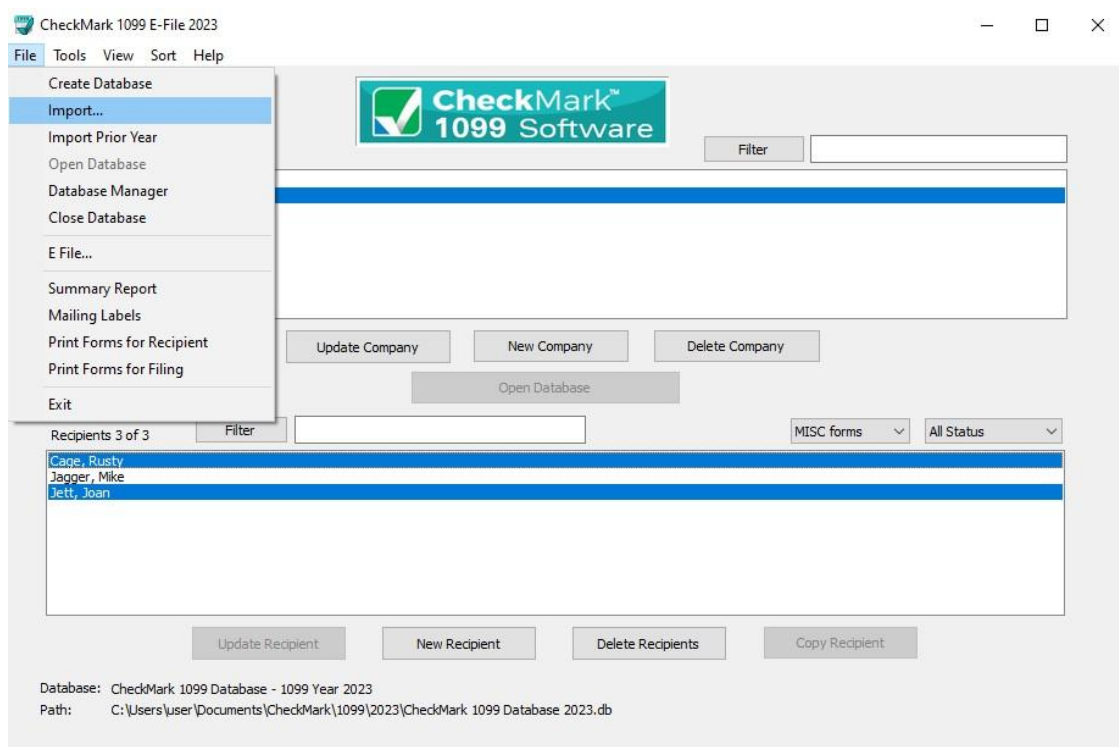 CheckMark 1099 E-File 2023
File Tools View Sort Help
Create Database
Import...
Import Prior Year
Open Database
Database Manager
Close Database
E File...
Summary Report
Mailing Labels
Print Forms for Recipient
Print Forms for Filing
Exit
CheckMark™
1099 Software
Filter
Update Company New Company Delete Company
Open Database
Recipients 3 of 3 Filter MISC forms All Status
Cage, Rusty
Jagger, Mike
Jett, Joan
Update Recipient New Recipient Delete Recipients Copy Recipient
Database: CheckMark 1099 Database - 1099 Year 2023
Path: C:\Users\user\Documents\CheckMark\1099\2023\CheckMark 1099 Database 2023.db